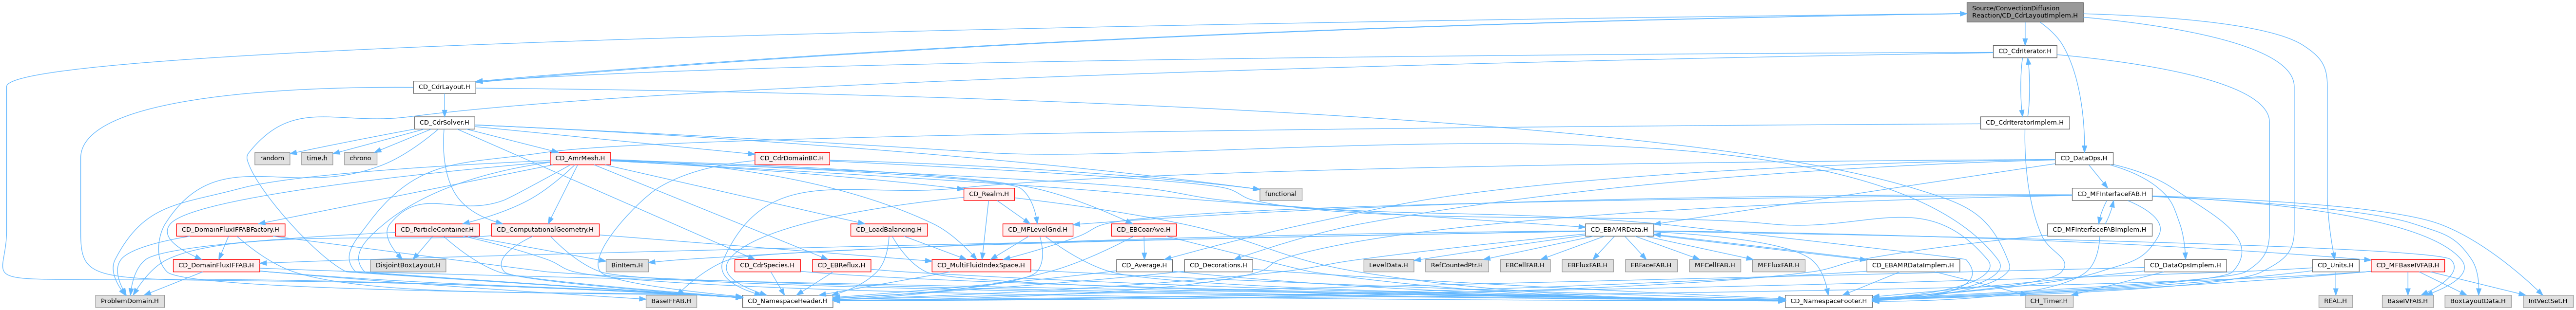 Source/ConvectionDiffusion
Reaction/CD_CdrLayoutImplem.H
CD_CdrIterator.H
CD_CdrLayout.H
CD_CdrSolver.H
CD_CdrIteratorImplem.H
random
time.h
chrono
CD_AmrMesh.H
CD_CdrDomainBC.H
CD_DataOps.H
CD_Realm.H
functional
CD_MFInterfaceFAB.H
CD_DomainFluxIFFABFactory.H
CD_ParticleContainer.H
CD_ComputationalGeometry.H
CD_LoadBalancing.H
CD_MFLevelGrid.H
CD_EBCoarAve.H
CD_EBAMRData.H
CD_MFInterfaceFABImplem.H
CD_DomainFluxIFFAB.H
DisjointBoxLayout.H
BinItem.H
CD_CdrSpecies.H
CD_EBReflux.H
CD_MultiFluidIndexSpace.H
CD_Average.H
CD_Decorations.H
LevelData.H
RefCountedPtr.H
EBCellFAB.H
EBFluxFAB.H
EBFaceFAB.H
MFCellFAB.H
MFFluxFAB.H
CD_EBAMRDataImplem.H
CD_DataOpsImplem.H
CD_Units.H
CD_MFBaseIVFAB.H
ProblemDomain.H
BaseIFFAB.H
CD_NamespaceHeader.H
CD_NamespaceFooter.H
CH_Timer.H
REAL.H
BaseIVFAB.H
BoxLayoutData.H
IntVectSet.H